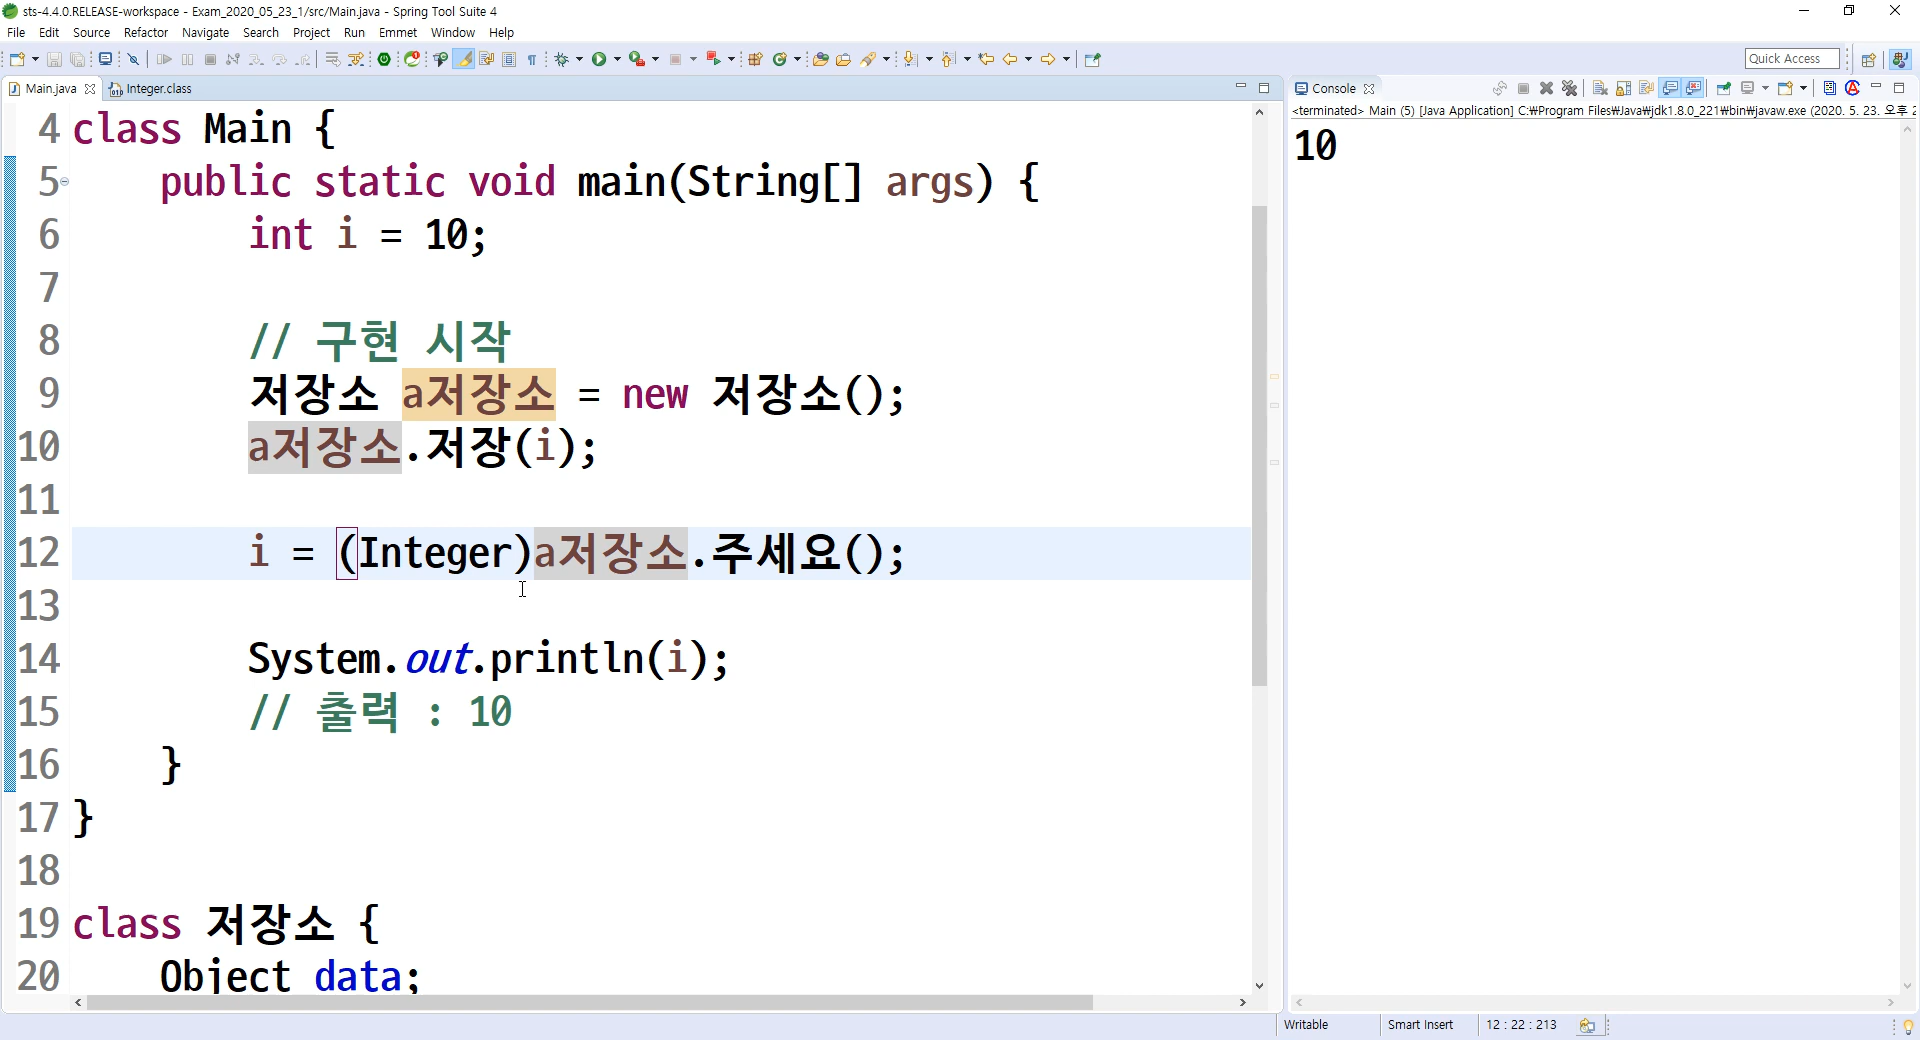 sts-4.4.0.RELEASE-workspace - Exam_2020_05_23_1/src/Main.java - Spring Tool Suite 4
File Edit Source Refactor Navigate Search Project Run Emmet Window Help
Quick Access
Main.java
Integer.class
4 class Main {
5 public static void main(String[] args) {
6 int i = 10;
7
8 // 구현 시작
9 저장소 a저장소 = new 저장소();
10 a저장소.저장(i);
11
12 i = (Integer)a저장소.주세요();
13
14 System.out.println(i);
15 // 출력 : 10
16 }
17 }
18
19 class 저장소 {
20 Object data;
Console
<terminated> Main (5) [Java Application] C:₩Program Files₩Java₩jdk1.8.0_221₩bin₩javaw.exe (2020. 5. 23. 오후 2
10
Writable
Smart Insert
12 : 22 : 213